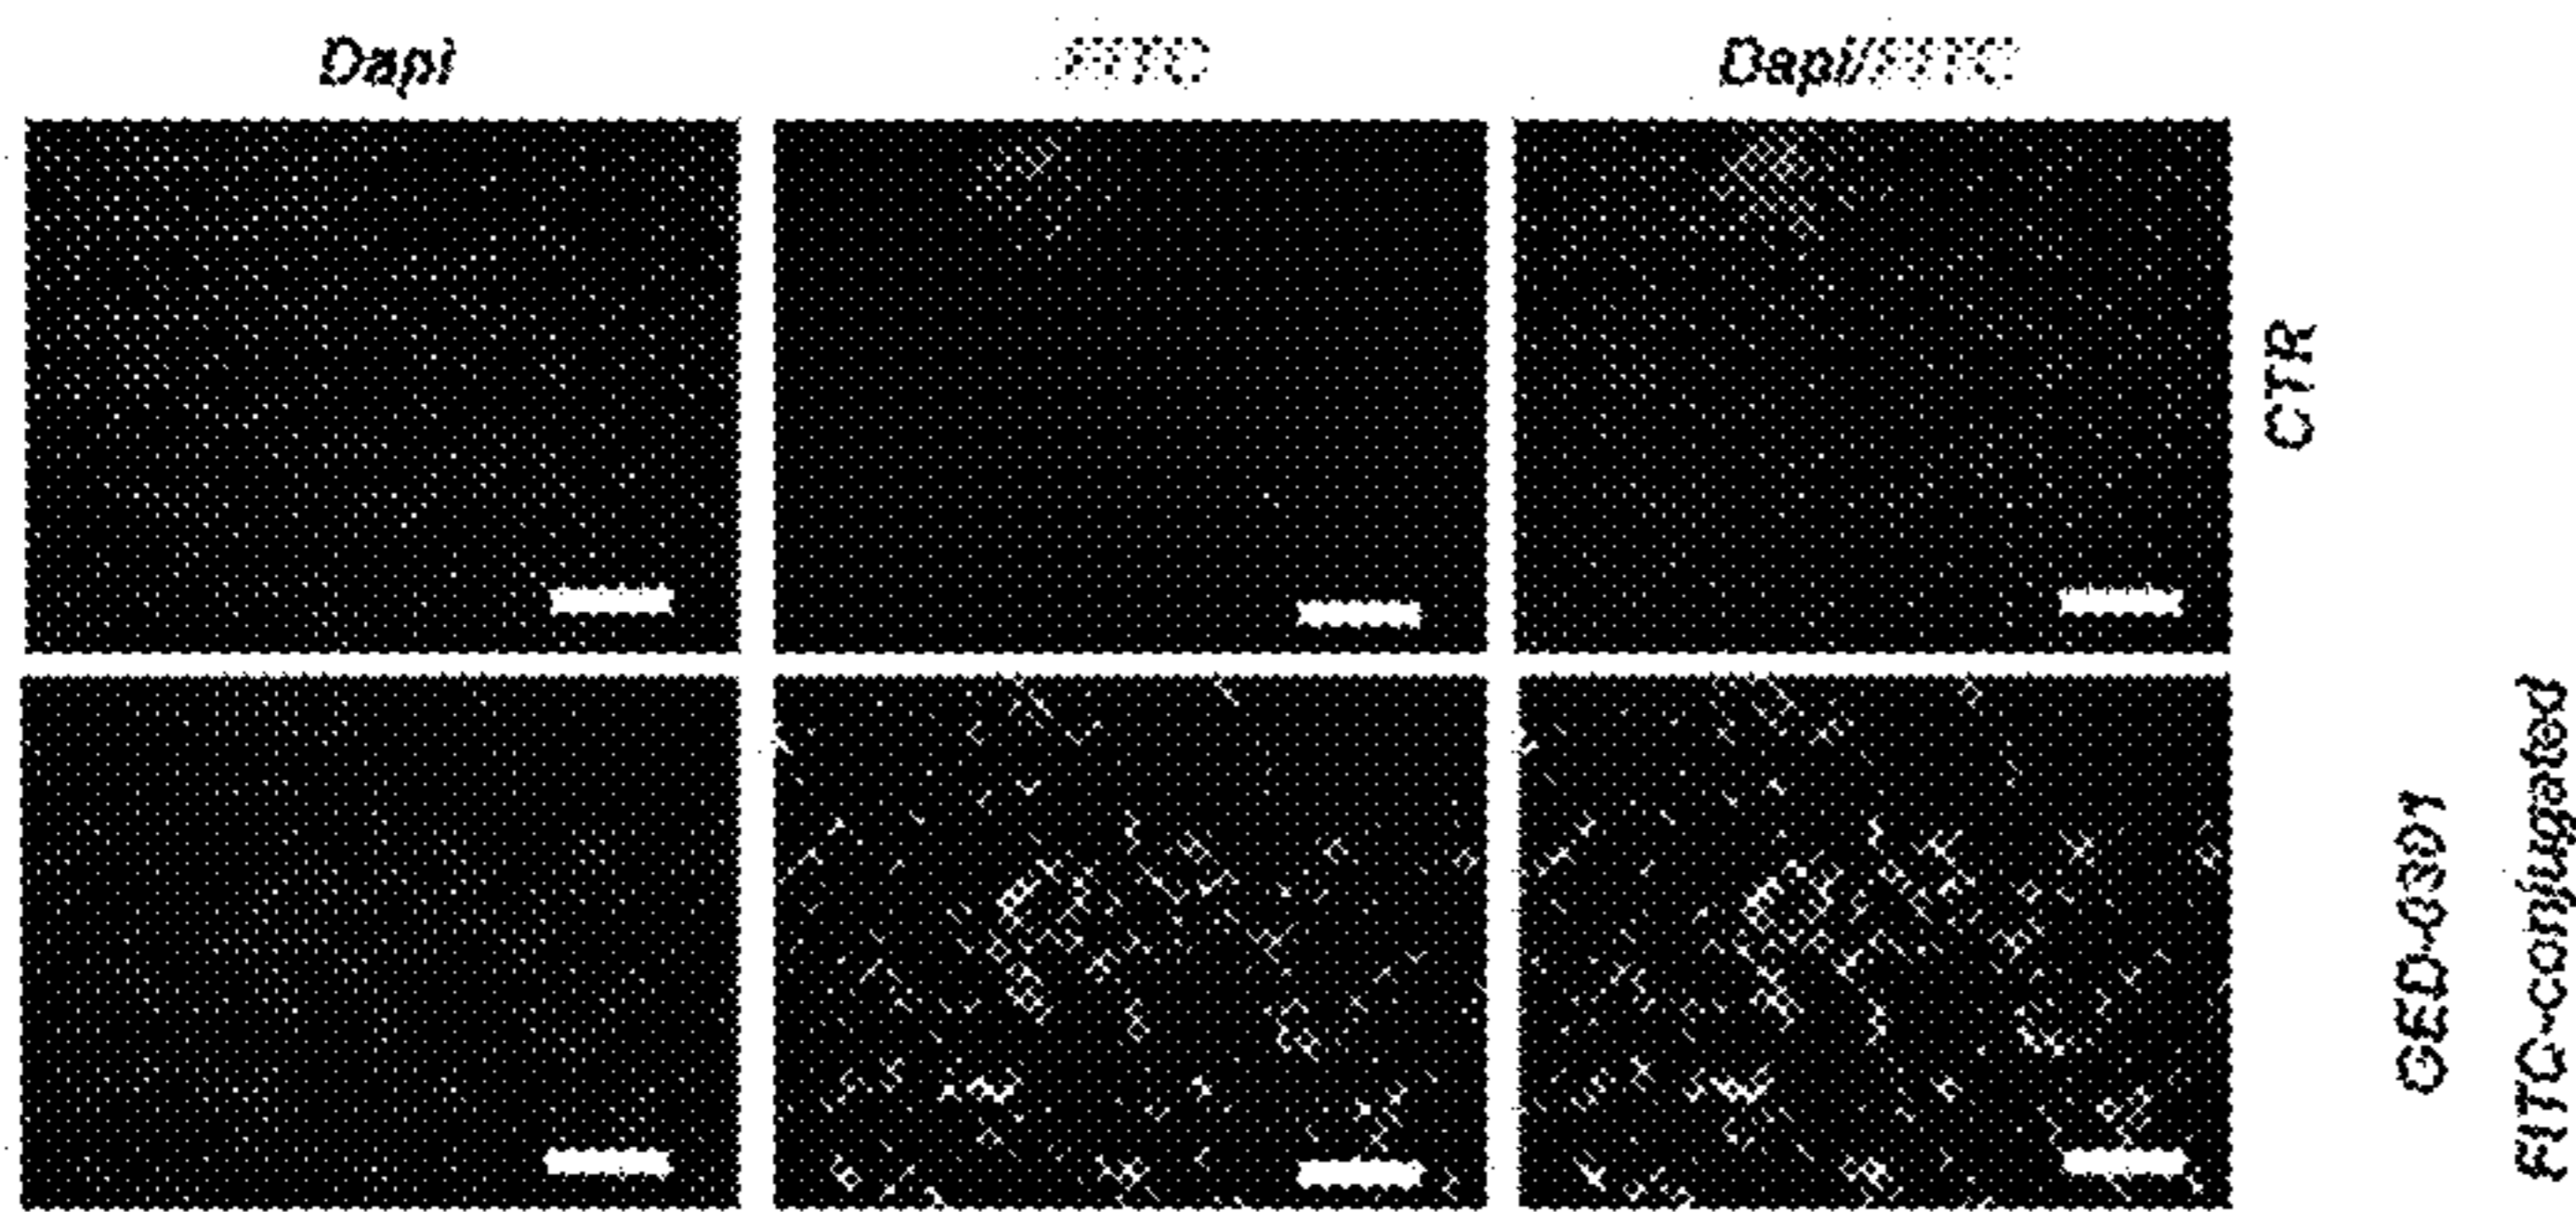 Dapi
FITC
Dapi/FITC
CTR
GED-0301
FITC-conjugated